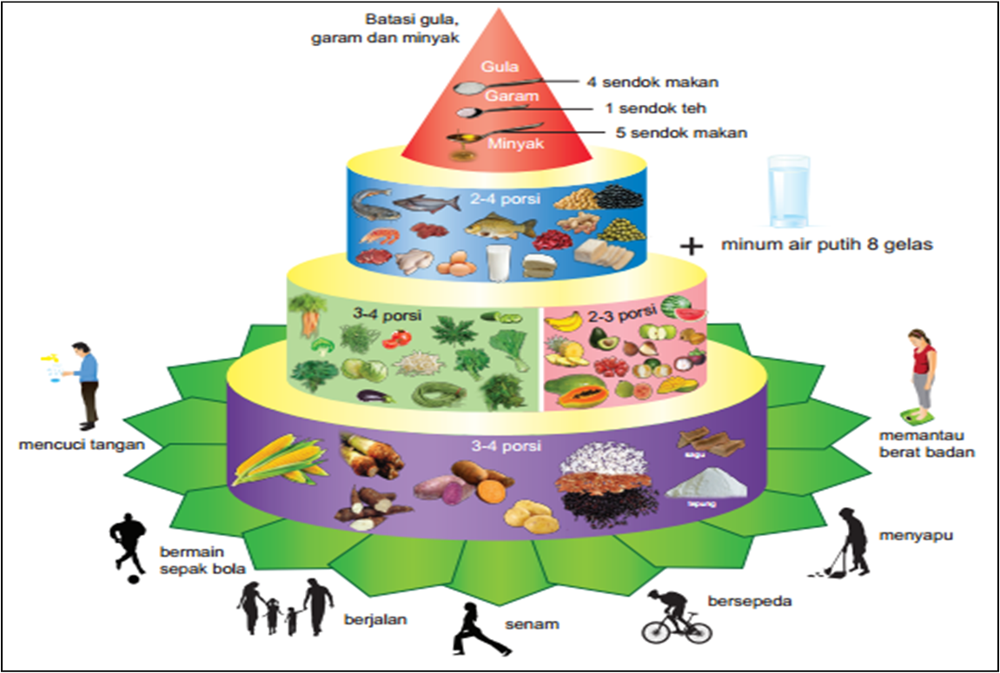 Batasi gula,
garam dan minyak
Gula
4 sendok makan
Garam
1 sendok teh
5 sendok makan
Minyak
2-4 porsi
+ minum air putih 8 gelas
3-4 porsi
2-3 porsi
mencuci tangan
memantau
berat badan
3-4 porsi
sagu
tepung
bermain
sepak bola
menyapu
berjalan
senam
bersepeda